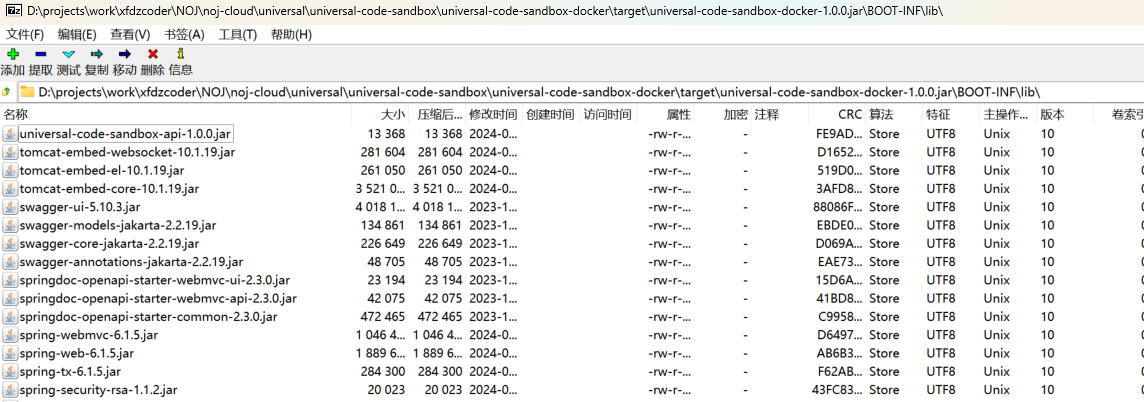 D:\projects\work\xfdzcoder\NOJ\noj-cloud\universal\universal-code-sandbox\universal-code-sandbox-docker\target\universal-code-sandbox-docker-1.0.0.jar\BOOT-INF\lib\
文件(F) 编辑(E) 查看(V) 书签(A) 工具(T) 帮助(H)
添加 提取 测试 复制 移动 删除 信息
D:\projects\work\xfdzcoder\NOJ\noj-cloud\universal\universal-code-sandbox\universal-code-sandbox-docker\target\universal-code-sandbox-docker-1.0.0.jar\BOOT-INF\lib\
名称 大小 压缩后... 修改时间 创建时间 访问时间 属性 加密 注释 CRC 算法 特征 主操作... 版本 卷索引
universal-code-sandbox-api-1.0.0.jar 13 368 13 368 2024-0... -rw-r-... - FE9AD... Store UTF8 Unix 10
tomcat-embed-websocket-10.1.19.jar 281 604 281 604 2024-0... -rw-r-... - D1652... Store UTF8 Unix 10
tomcat-embed-el-10.1.19.jar 261 050 261 050 2024-0... -rw-r-... - 519D0... Store UTF8 Unix 10
tomcat-embed-core-10.1.19.jar 3 521 0... 3 521 0... 2024-0... -rw-r-... - 3AFD8... Store UTF8 Unix 10
swagger-ui-5.10.3.jar 4 018 1... 4 018 1... 2023-1... -rw-r-... - 88086F... Store UTF8 Unix 10
swagger-models-jakarta-2.2.19.jar 134 861 134 861 2023-1... -rw-r-... - EBDE0... Store UTF8 Unix 10
swagger-core-jakarta-2.2.19.jar 226 649 226 649 2023-1... -rw-r-... - D069A... Store UTF8 Unix 10
swagger-annotations-jakarta-2.2.19.jar 48 705 48 705 2023-1... -rw-r-... - EAE73... Store UTF8 Unix 10
springdoc-openapi-starter-webmvc-ui-2.3.0.jar 23 194 23 194 2023-1... -rw-r-... - 15D6A... Store UTF8 Unix 10
springdoc-openapi-starter-webmvc-api-2.3.0.jar 42 075 42 075 2023-1... -rw-r-... - 41BD8... Store UTF8 Unix 10
springdoc-openapi-starter-common-2.3.0.jar 472 465 472 465 2023-1... -rw-r-... - C9958... Store UTF8 Unix 10
spring-webmvc-6.1.5.jar 1 046 4... 1 046 4... 2024-0... -rw-r-... - D6497... Store UTF8 Unix 10
spring-web-6.1.5.jar 1 889 6... 1 889 6... 2024-0... -rw-r-... - AB6B3... Store UTF8 Unix 10
spring-tx-6.1.5.jar 284 300 284 300 2024-0... -rw-r-... - F62AB... Store UTF8 Unix 10
spring-security-rsa-1.1.2.jar 20 023 20 023 2024-0... -rw-r-... - 43FC83... Store UTF8 Unix 10